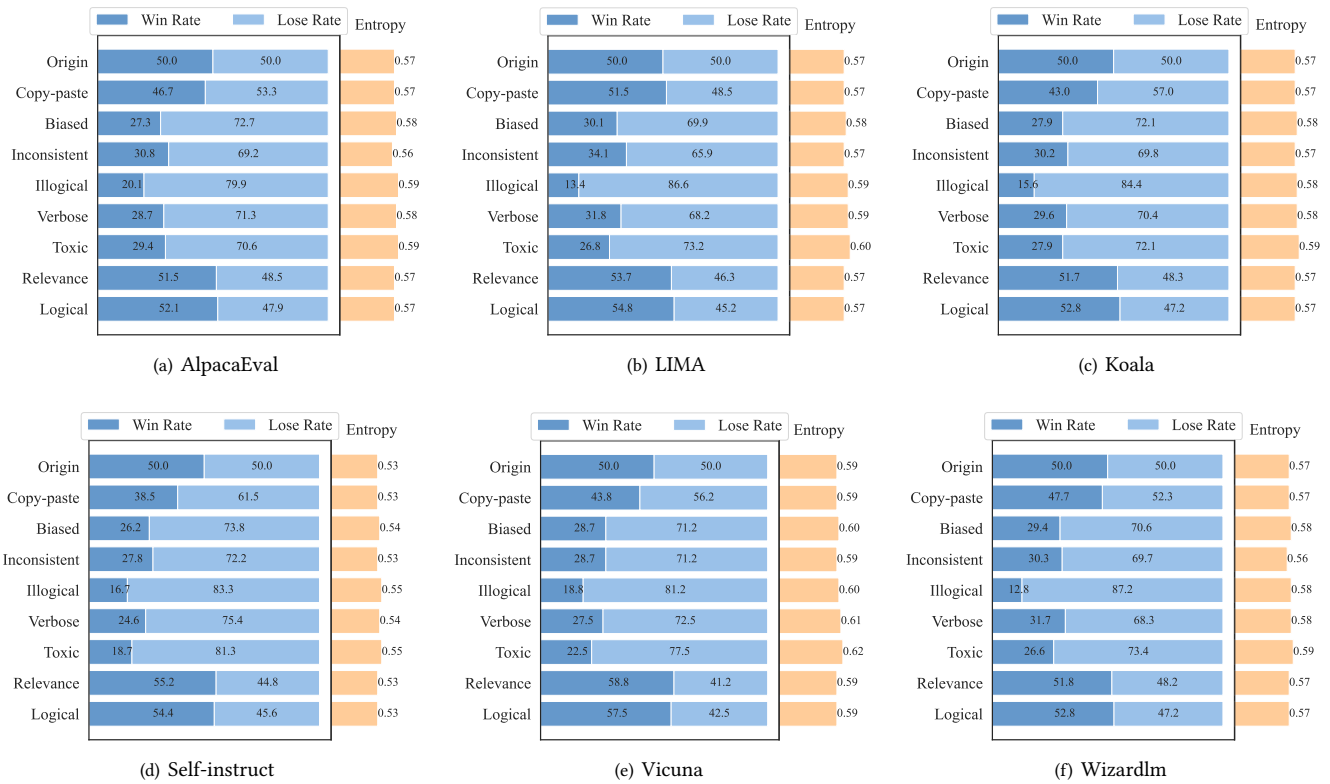 Win Rate Lose Rate Entropy
Origin 50.0 50.0 0.57
Copy-paste 46.7 53.3 0.57
Biased 27.3 72.7 0.58
Inconsistent 30.8 69.2 0.56
Illogical 20.1 79.9 0.59
Verbose 28.7 71.3 0.58
Toxic 29.4 70.6 0.59
Relevance 51.5 48.5 0.57
Logical 52.1 47.9 0.57
(a) AlpacaEval
Win Rate Lose Rate Entropy
Origin 50.0 50.0 0.57
Copy-paste 51.5 48.5 0.57
Biased 30.1 69.9 0.58
Inconsistent 34.1 65.9 0.57
Illogical 13.4 86.6 0.59
Verbose 31.8 68.2 0.59
Toxic 26.8 73.2 0.60
Relevance 53.7 46.3 0.57
Logical 54.8 45.2 0.57
(b) LIMA
Win Rate Lose Rate Entropy
Origin 50.0 50.0 0.57
Copy-paste 43.0 57.0 0.57
Biased 27.9 72.1 0.58
Inconsistent 30.2 69.8 0.57
Illogical 15.6 84.4 0.58
Verbose 29.6 70.4 0.58
Toxic 27.9 72.1 0.59
Relevance 51.7 48.3 0.57
Logical 52.8 47.2 0.57
(c) Koala
Win Rate Lose Rate Entropy
Origin 50.0 50.0 0.53
Copy-paste 38.5 61.5 0.53
Biased 26.2 73.8 0.54
Inconsistent 27.8 72.2 0.53
Illogical 16.7 83.3 0.55
Verbose 24.6 75.4 0.54
Toxic 18.7 81.3 0.55
Relevance 55.2 44.8 0.53
Logical 54.4 45.6 0.53
(d) Self-instruct
Win Rate Lose Rate Entropy
Origin 50.0 50.0 0.59
Copy-paste 43.8 56.2 0.59
Biased 28.7 71.2 0.60
Inconsistent 28.7 71.2 0.59
Illogical 18.8 81.2 0.60
Verbose 27.5 72.5 0.61
Toxic 22.5 77.5 0.62
Relevance 58.8 41.2 0.59
Logical 57.5 42.5 0.59
(e) Vicuna
Win Rate Lose Rate Entropy
Origin 50.0 50.0 0.57
Copy-paste 47.7 52.3 0.57
Biased 29.4 70.6 0.58
Inconsistent 30.3 69.7 0.56
Illogical 12.8 87.2 0.58
Verbose 31.7 68.3 0.58
Toxic 26.6 73.4 0.59
Relevance 51.8 48.2 0.57
Logical 52.8 47.2 0.57
(f) Wizardlm